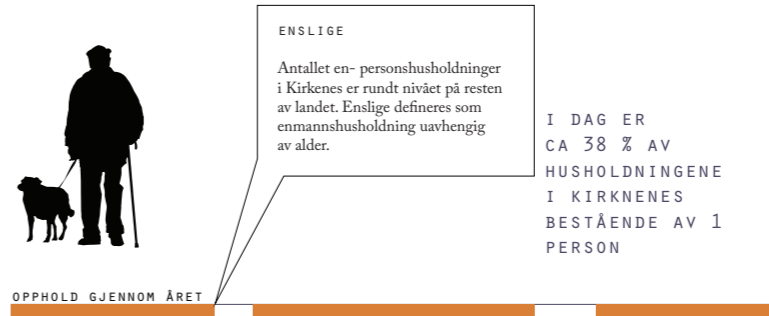 ENSLIGE
Antallet en- personshusholdninger
i Kirkenes er rundt nivået på resten
av landet. Enslige defineres som
enmannshusholdning uavhengig
av alder.
I DAG ER
CA 38 % AV
HUSHOLDNINGENE
I KIRKNENES
BESTÅENDE AV 1
PERSON
OPPHOLD GJENNOM ÅRET